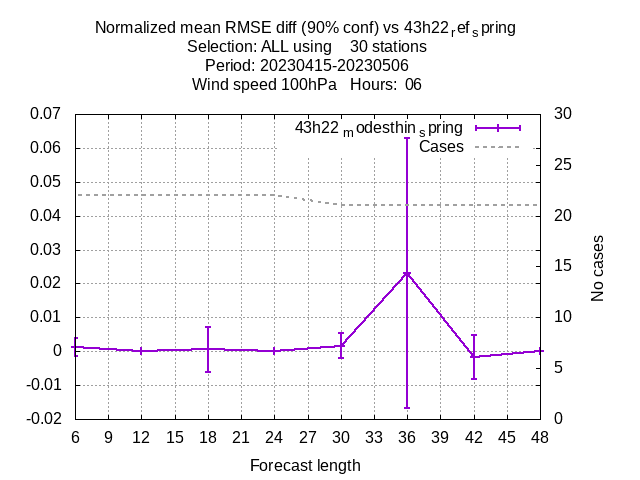 Normalized mean RMSE diff (90% conf) vs 43h22ref spring
Selection: ALL using 30 stations
Period: 20230415-20230506
Wind speed 100hPa Hours: 06
0.07
0.06
0.05
0.04
0.03
0.02
0.01
0
-0.01
-0.02
43h22modesthinspring
Cases
30
25
20
15
10
5
0
No cases
6 9 12 15 18 21 24 27 30 33 36 39 42 45 48
Forecast length